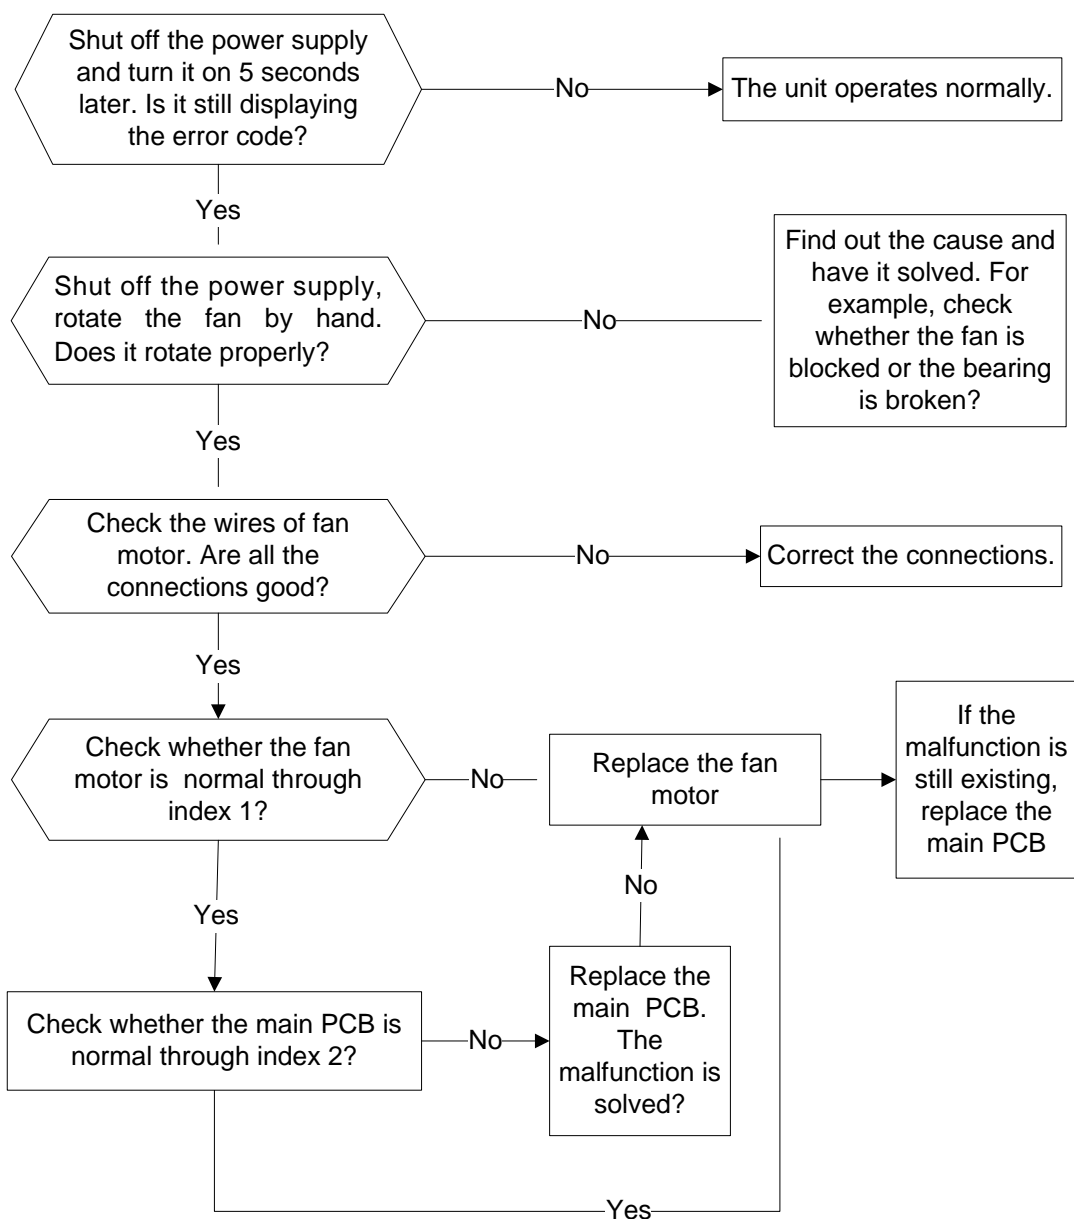 Shut off the power supply
and turn it on 5 seconds
later. Is it still displaying
the error code?
No
The unit operates normally.
Yes
Shut off the power supply,
rotate the fan by hand.
Does it rotate properly?
No
Find out the cause and
have it solved. For
example, check
whether the fan is
blocked or the bearing
is broken?
Yes
Check the wires of fan
motor. Are all the
connections good?
No
Correct the connections.
Yes
Check whether the fan
motor is normal through
index 1?
No
Replace the fan
motor
If the
malfunction is
still existing,
replace the
main PCB
Yes
No
Check whether the main PCB is
normal through index 2?
No
Replace the
main PCB.
The
malfunction is
solved?
Yes